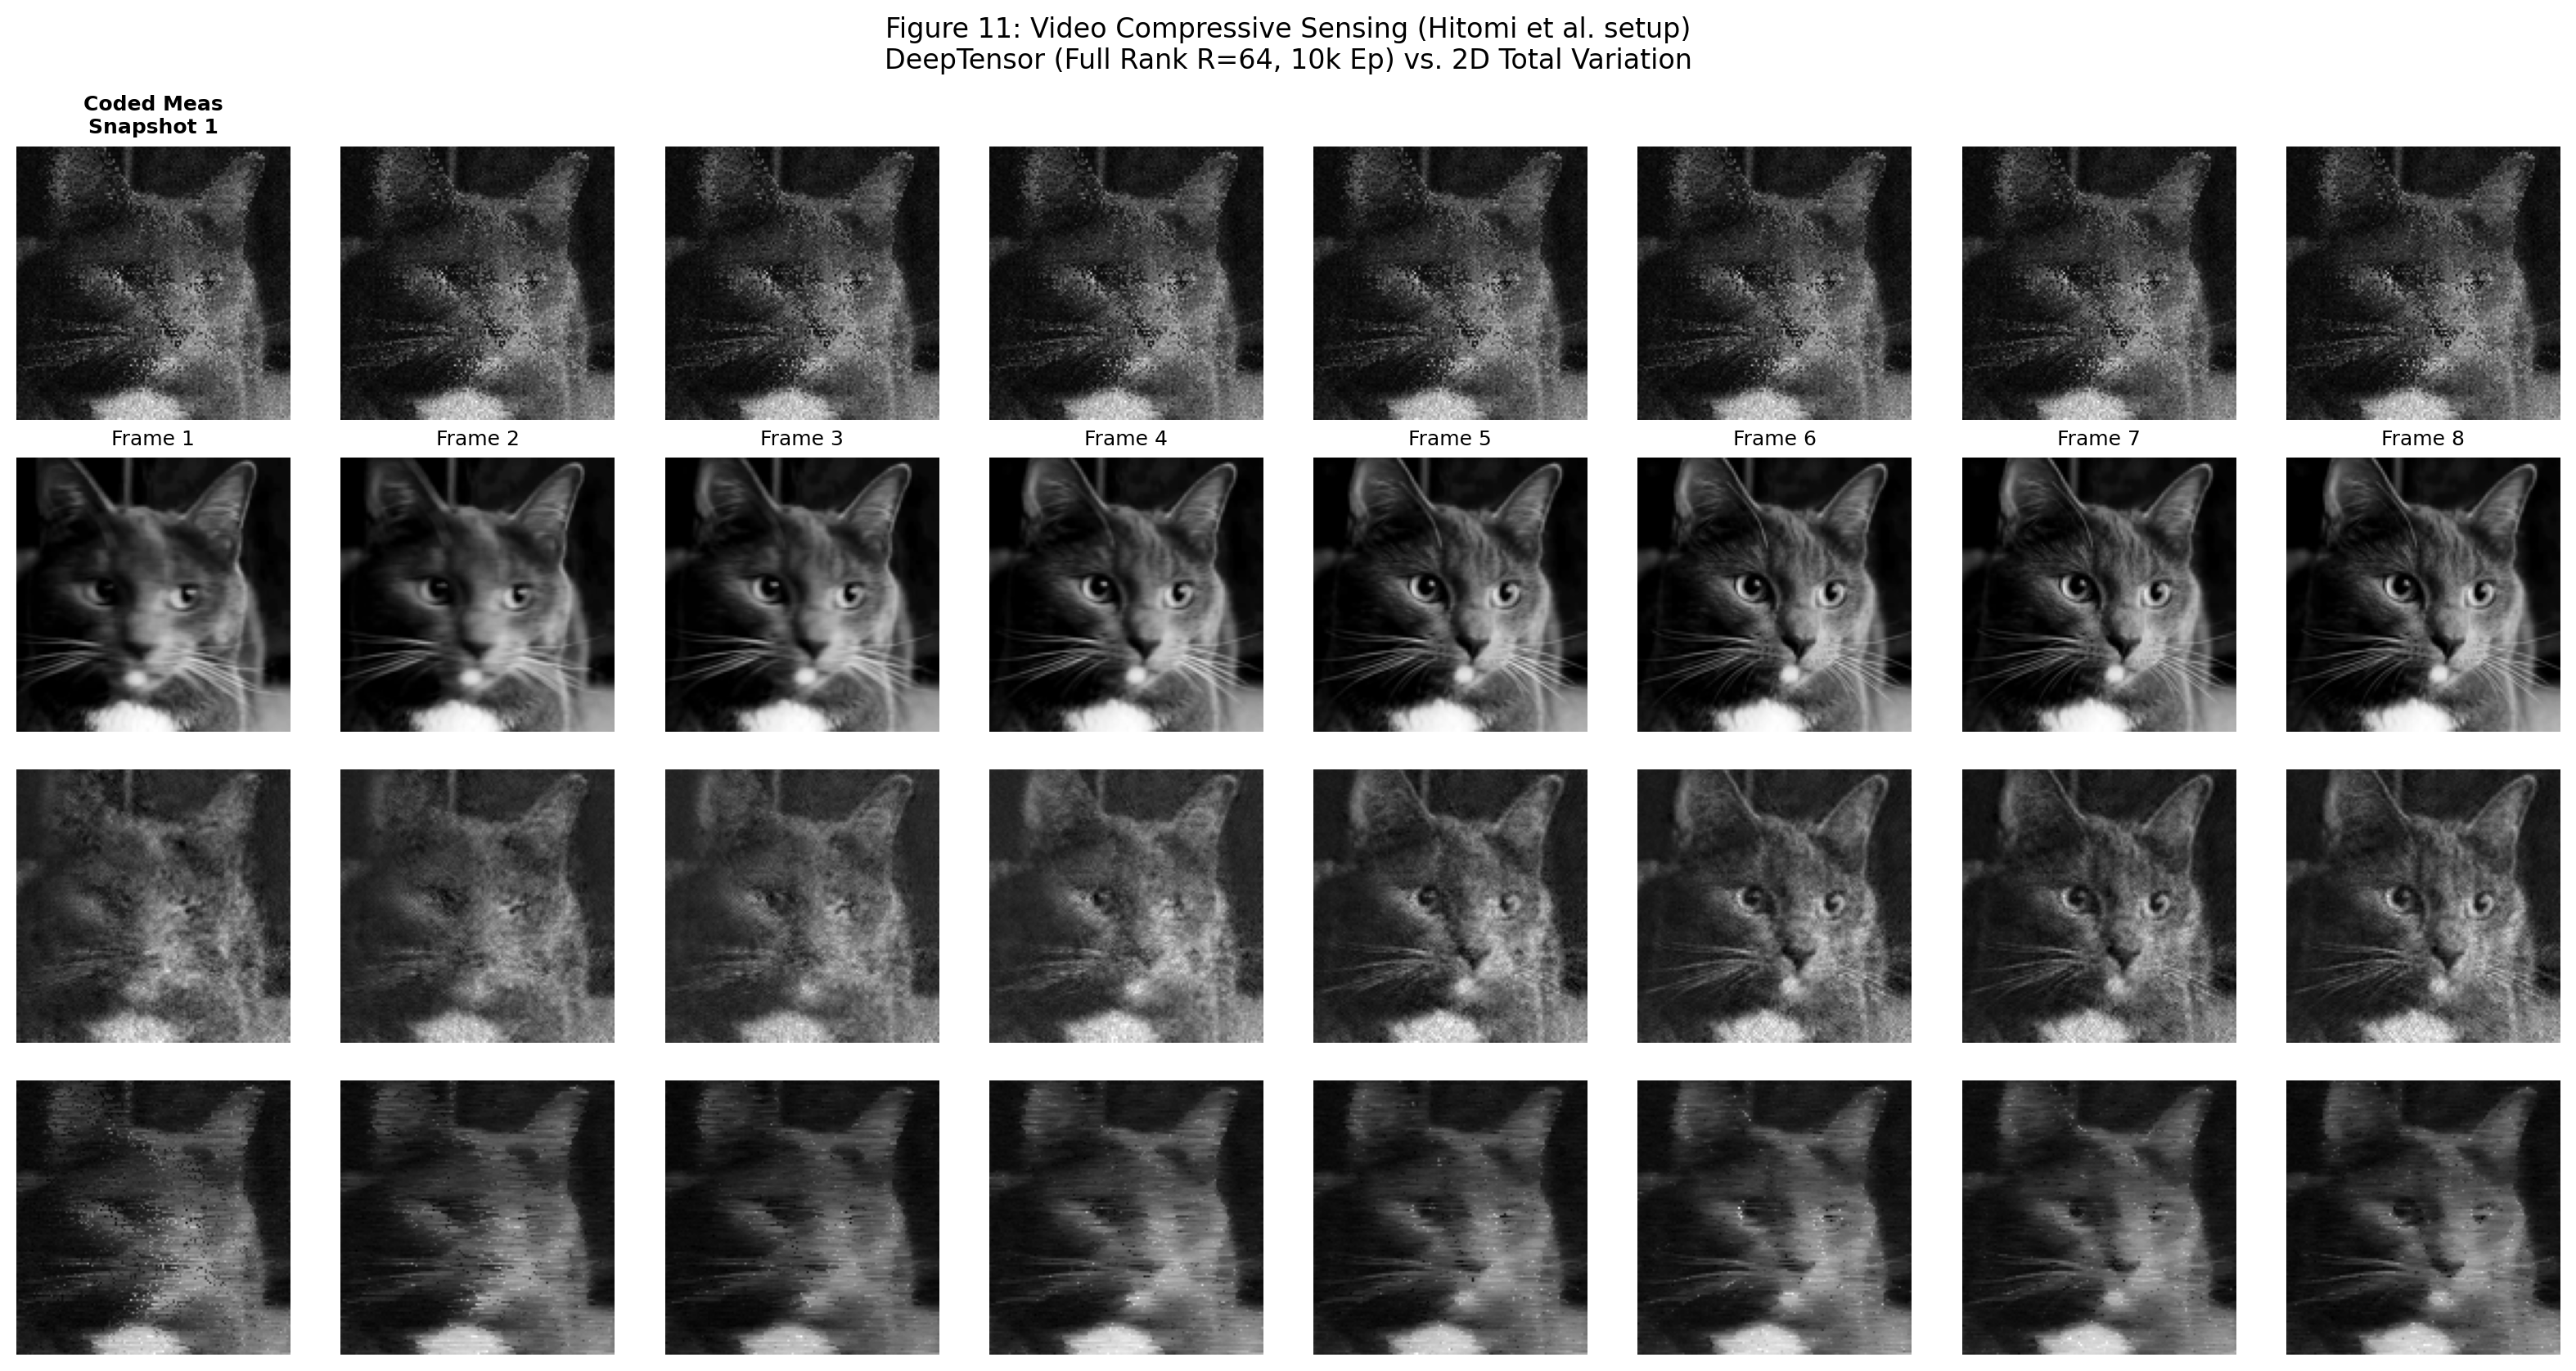 Figure 11: Video Compressive Sensing (Hitomi et al. setup)
DeepTensor (Full Rank R=64, 10k Ep) vs. 2D Total Variation
Coded Meas
Snapshot 1
Frame 1
Frame 2
Frame 3
Frame 4
Frame 5
Frame 6
Frame 7
Frame 8